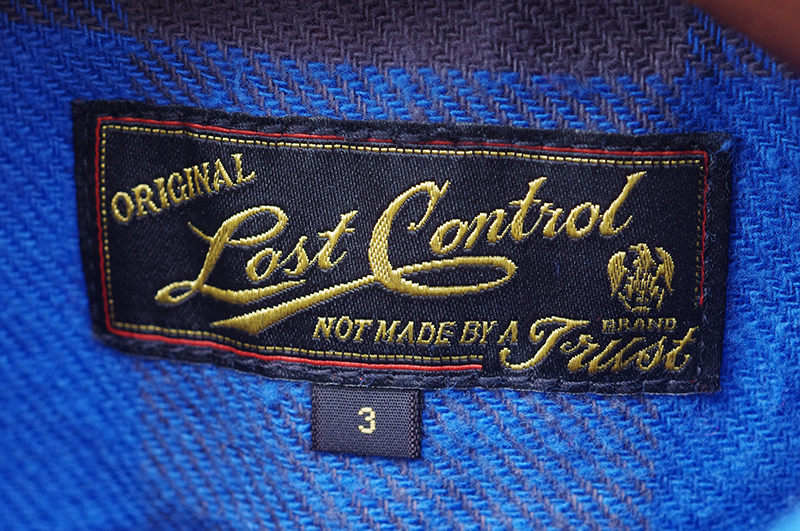 ORIGINAL
Lost Control
BRAND
NOT MADE BY A Trust
3